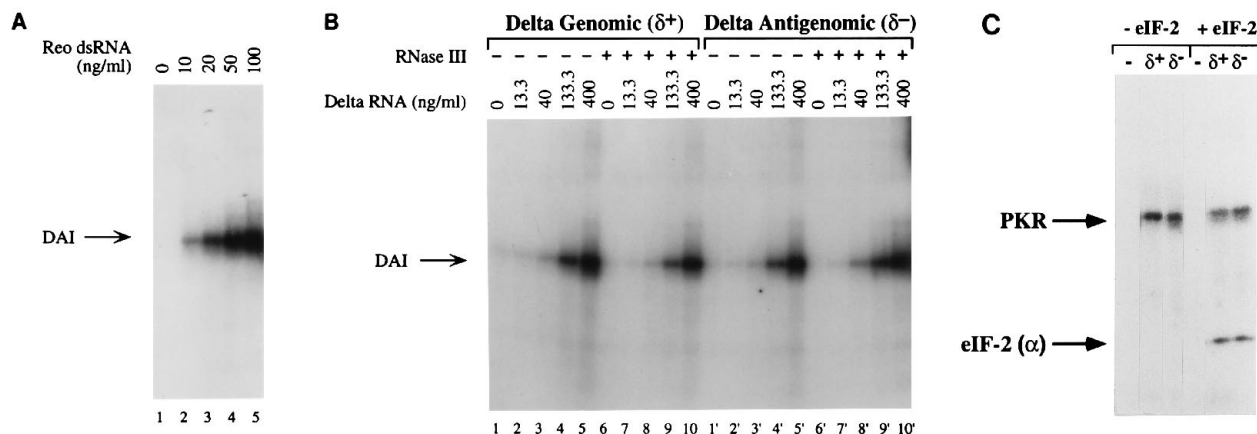 A
Reo dsRNA
(ng/ml)
0 10 20 50 100
DAI
1 2 3 4 5
B
Delta Genomic (δ+) Delta Antigenomic (δ−)
RNase III − − − − − + + + + + − − − − − + + + + +
Delta RNA (ng/ml) 0 13.3 40 133.3 400 0 13.3 40 133.3 400 0 13.3 40 133.3 400 0 13.3 40 133.3 400
DAI
1 2 3 4 5 6 7 8 9 10 1' 2' 3' 4' 5' 6' 7' 8' 9' 10'
C
- eIF-2 + eIF-2
- δ+ δ- - δ+ δ-
PKR
eIF-2 (α)